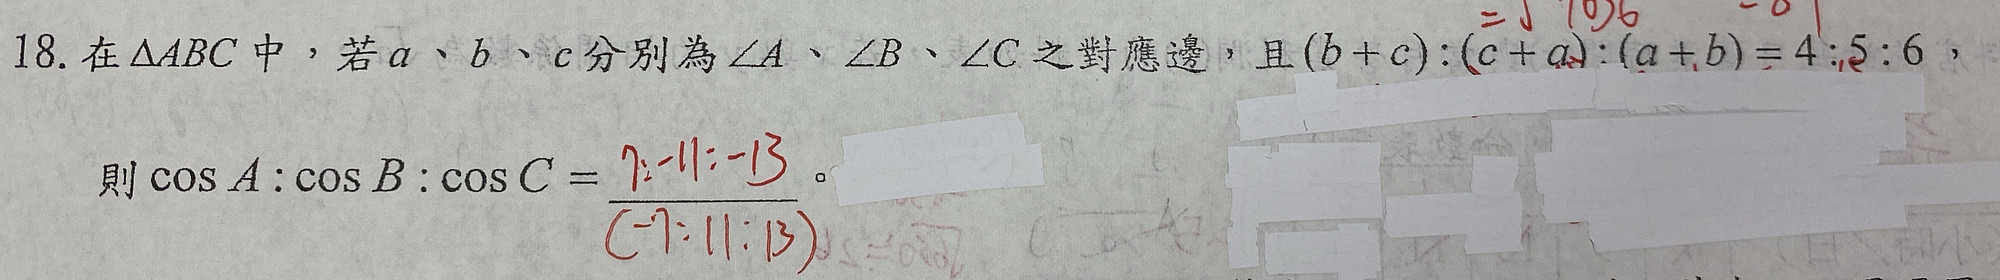 18. 在 ΔABC 中，若 a、b、c 分別為 ∠A、∠B、∠C 之對應邊，且 (b+c):(c+a):(a+b)=4:5:6，
則 cos A : cos B : cos C = 7:-11:-13。
(-7:11:13)